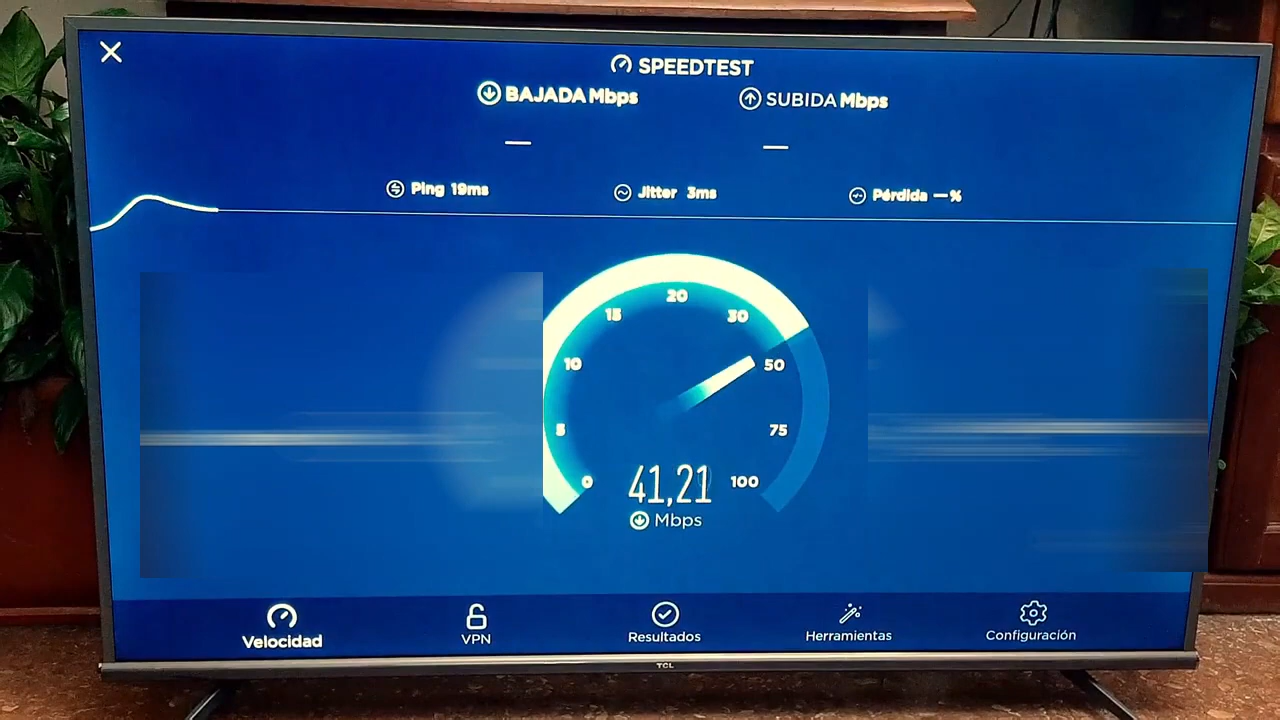 SPEEDTEST
BAJADA Mbps
SUBIDA Mbps
—
—
Ping 19ms
Jitter 3ms
Pérdida —%
20
15
30
10
50
5
75
0
100
41,21
Mbps
Velocidad
VPN
Resultados
Herramientas
Configuración
TCL